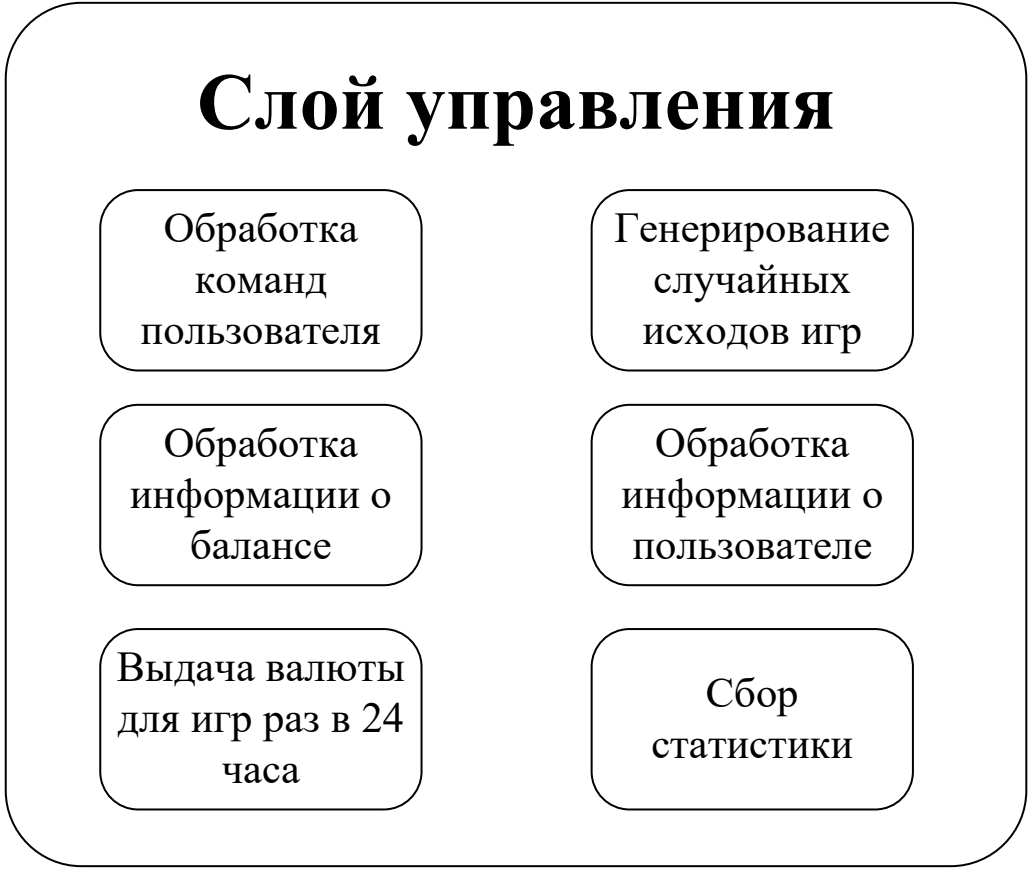 Слой управления
Обработка
команд
пользователя
Генерирование
случайных
исходов игр
Обработка
информации о
балансе
Обработка
информации о
пользователе
Выдача валюты
для игр раз в 24
часа
Сбор
статистики